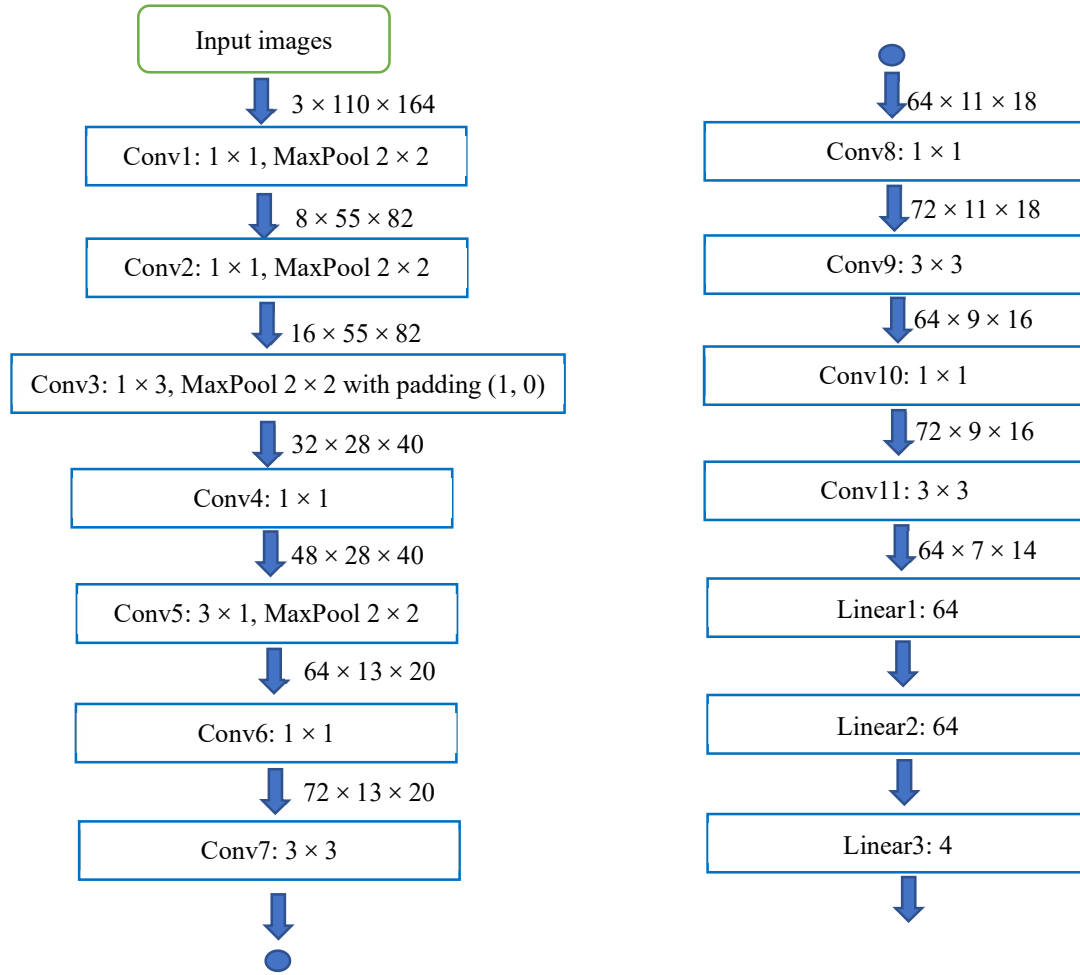 Input images
3 × 110 × 164
Conv1: 1 × 1, MaxPool 2 × 2
8 × 55 × 82
Conv2: 1 × 1, MaxPool 2 × 2
16 × 55 × 82
Conv3: 1 × 3, MaxPool 2 × 2 with padding (1, 0)
32 × 28 × 40
Conv4: 1 × 1
48 × 28 × 40
Conv5: 3 × 1, MaxPool 2 × 2
64 × 13 × 20
Conv6: 1 × 1
72 × 13 × 20
Conv7: 3 × 3
64 × 11 × 18
Conv8: 1 × 1
72 × 11 × 18
Conv9: 3 × 3
64 × 9 × 16
Conv10: 1 × 1
72 × 9 × 16
Conv11: 3 × 3
64 × 7 × 14
Linear1: 64
Linear2: 64
Linear3: 4